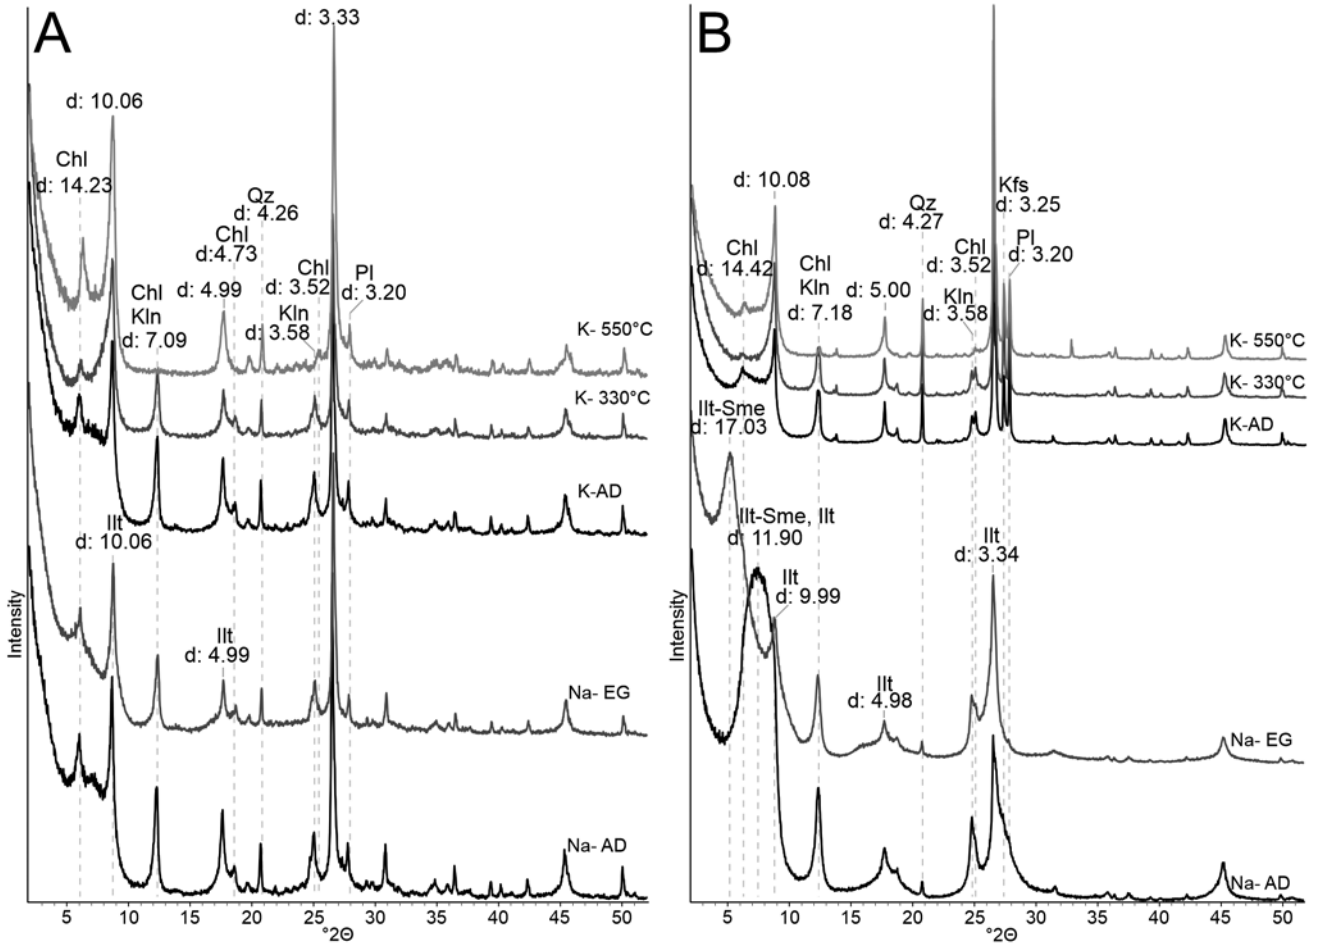 A
d: 3.33
d: 10.06
Chl
d: 14.23
Qz
d: 4.26
Chl
d:4.73
Chl
Kln
d: 7.09
d: 4.99
Chl
d: 3.52
Kln
d: 3.58
Pl
d: 3.20
K- 550°C
K- 330°C
K-AD
Ilt
d: 10.06
Ilt
d: 4.99
Na- EG
Na- AD
Intensity
5 10 15 20 25 30 35 40 45 50
°2Θ
B
d: 10.08
Kfs
d: 3.25
Qz
d: 4.27
Chl
d: 14.42
Chl
Kln
d: 7.18
d: 5.00
Chl
d: 3.52
Kln
d: 3.58
Pl
d: 3.20
K- 550°C
K- 330°C
K-AD
Ilt-Sme
d: 17.03
Ilt-Sme, Ilt
d: 11.90
Ilt
d: 9.99
Ilt
d: 3.34
Ilt
d: 4.98
Na- EG
Na- AD
Intensity
5 10 15 20 25 30 35 40 45 50
°2Θ